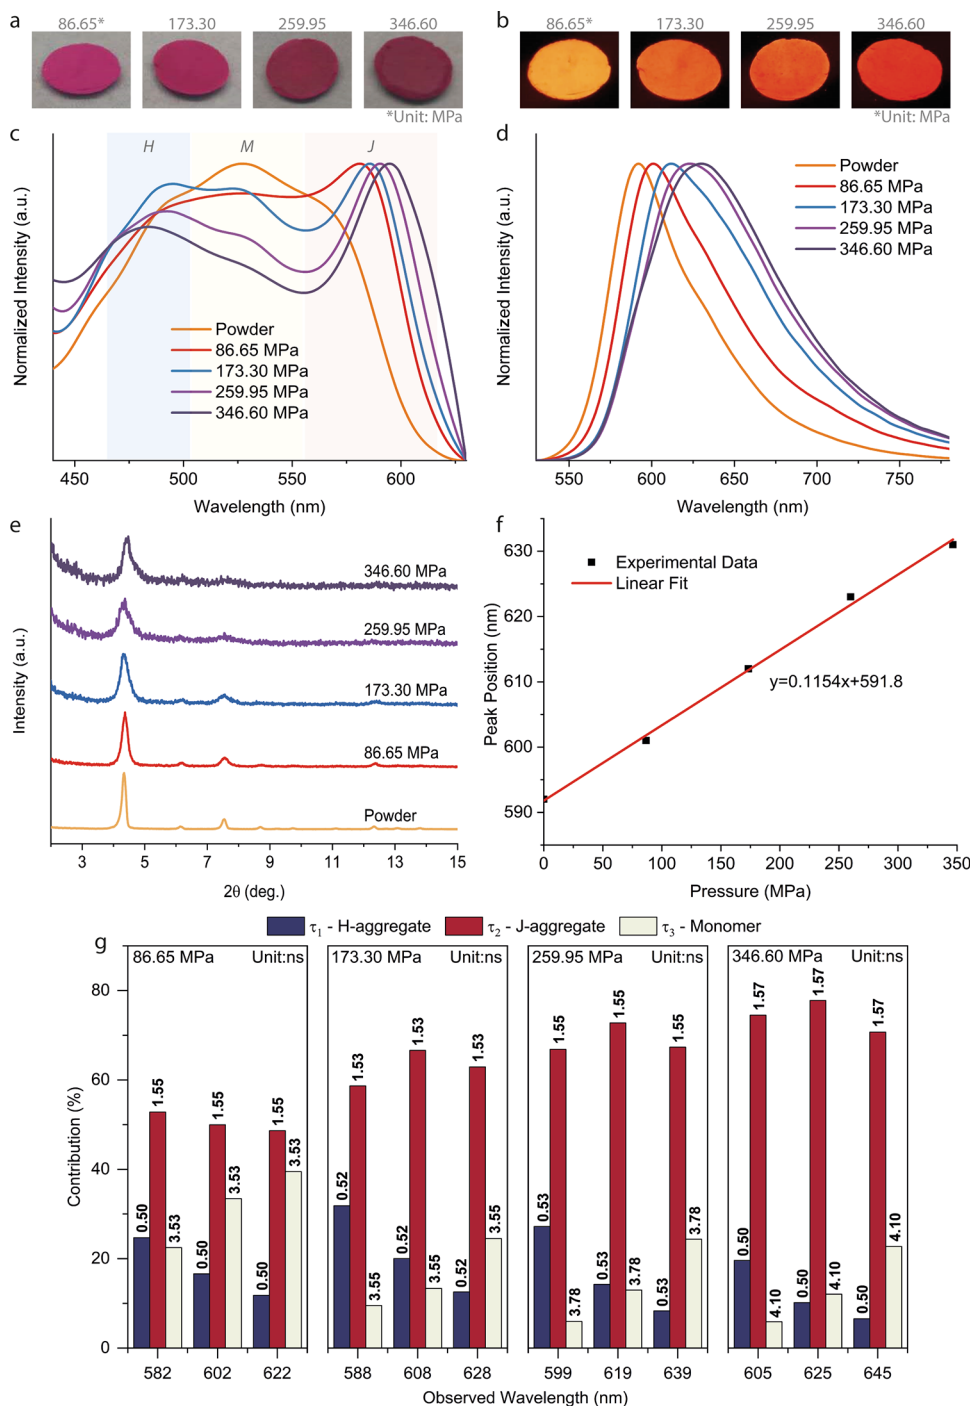 a
86.65*
173.30
259.95
346.60
*Unit: MPa
b
86.65*
173.30
259.95
346.60
*Unit: MPa
c
H
M
J
Normalized Intensity (a.u.)
Powder
86.65 MPa
173.30 MPa
259.95 MPa
346.60 MPa
450
500
550
600
Wavelength (nm)
d
Normalized Intensity (a.u.)
Powder
86.65 MPa
173.30 MPa
259.95 MPa
346.60 MPa
550
600
650
700
750
Wavelength (nm)
e
Intensity (a.u.)
346.60 MPa
259.95 MPa
173.30 MPa
86.65 MPa
Powder
3
5
7
9
11
13
15
2θ (deg.)
f
Peak Position (nm)
630
620
610
600
590
Experimental Data
Linear Fit
y=0.1154x+591.8
0
50
100
150
200
250
300
350
Pressure (MPa)
τ1 - H-aggregate
τ2 - J-aggregate
τ3 - Monomer
g
Contribution (%)
80
60
40
20
0
86.65 MPa
Unit:ns
0.50
1.55
3.53
0.50
1.55
3.53
0.50
1.55
3.53
582
602
622
173.30 MPa
Unit:ns
0.52
1.53
3.55
0.52
1.53
3.55
0.52
1.53
3.55
588
608
628
259.95 MPa
Unit:ns
0.53
1.55
3.78
0.53
1.55
3.78
0.53
1.55
3.78
599
619
639
346.60 MPa
Unit:ns
0.50
1.57
4.10
0.50
1.57
4.10
0.50
1.57
4.10
605
625
645
Observed Wavelength (nm)